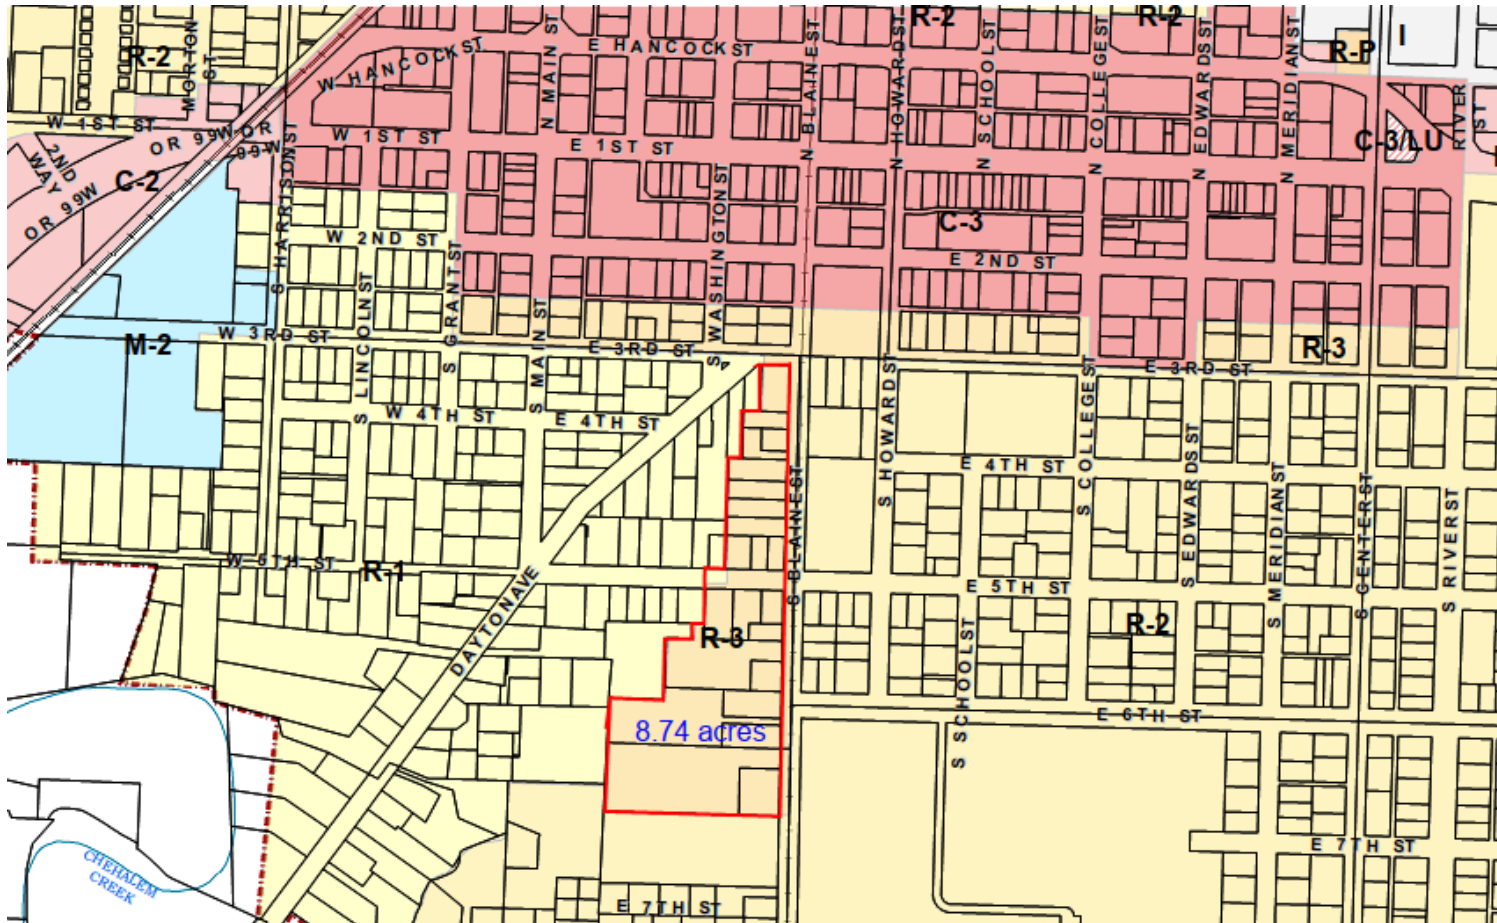 R-2
R-2
R-2
R-P
I
MORTON ST
N MAIN ST
E HANCOCK ST
W HANCOCK ST
N BLAINE ST
N HOWARD ST
N SCHOOL ST
N COLLEGE ST
N EDWARDS ST
N MERIDIAN ST
RIVER ST
W 1ST ST
OR 99W
OR 99W
W 1ST ST
E 1ST ST
C-3/LU
2ND WAY
C-2
OR 99W
S HARRISON ST
W 2ND ST
S WASHINGTON ST
C-3
E 2ND ST
S LINCOLN ST
S GRANT ST
S MAIN ST
W 3RD ST
M-2
E 3RD ST
R-3
E 3RD ST
W 4TH ST
E 4TH ST
S HOWARD ST
S COLLEGE ST
E 4TH ST
S EDWARDS ST
S MERIDIAN ST
S CENTER ST
S RIVER ST
S BLAINE ST
W 5TH ST
R-1
DAYTON AVE
E 5TH ST
R-3
R-2
S SCHOOL ST
8.74 acres
E 6TH ST
E 7TH ST
CHEHALEM
CREEK
E 7TH ST